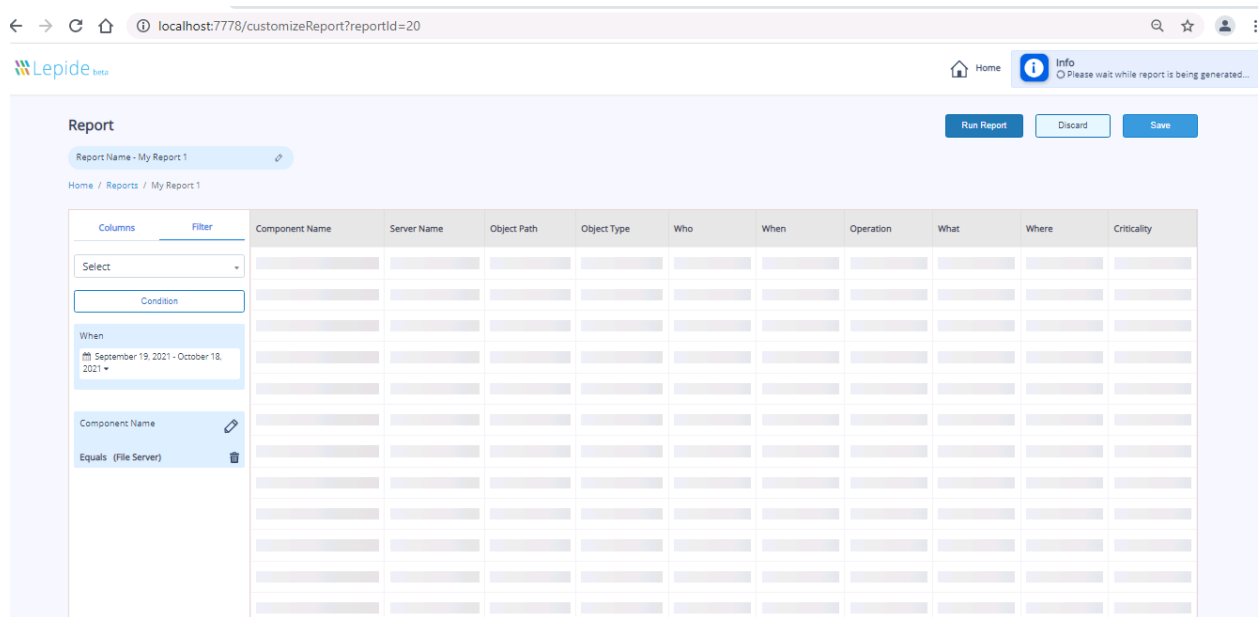 localhost:7778/customizeReport?reportId=20
Lepide beta
Home
Info
Please wait while report is being generated...
Report
Run Report
Discard
Save
Report Name - My Report 1
Home / Reports / My Report 1
Columns
Filter
Component Name
Server Name
Object Path
Object Type
Who
When
Operation
What
Where
Criticality
Select
Condition
When
September 19, 2021 - October 18,
2021
Component Name
Equals (File Server)